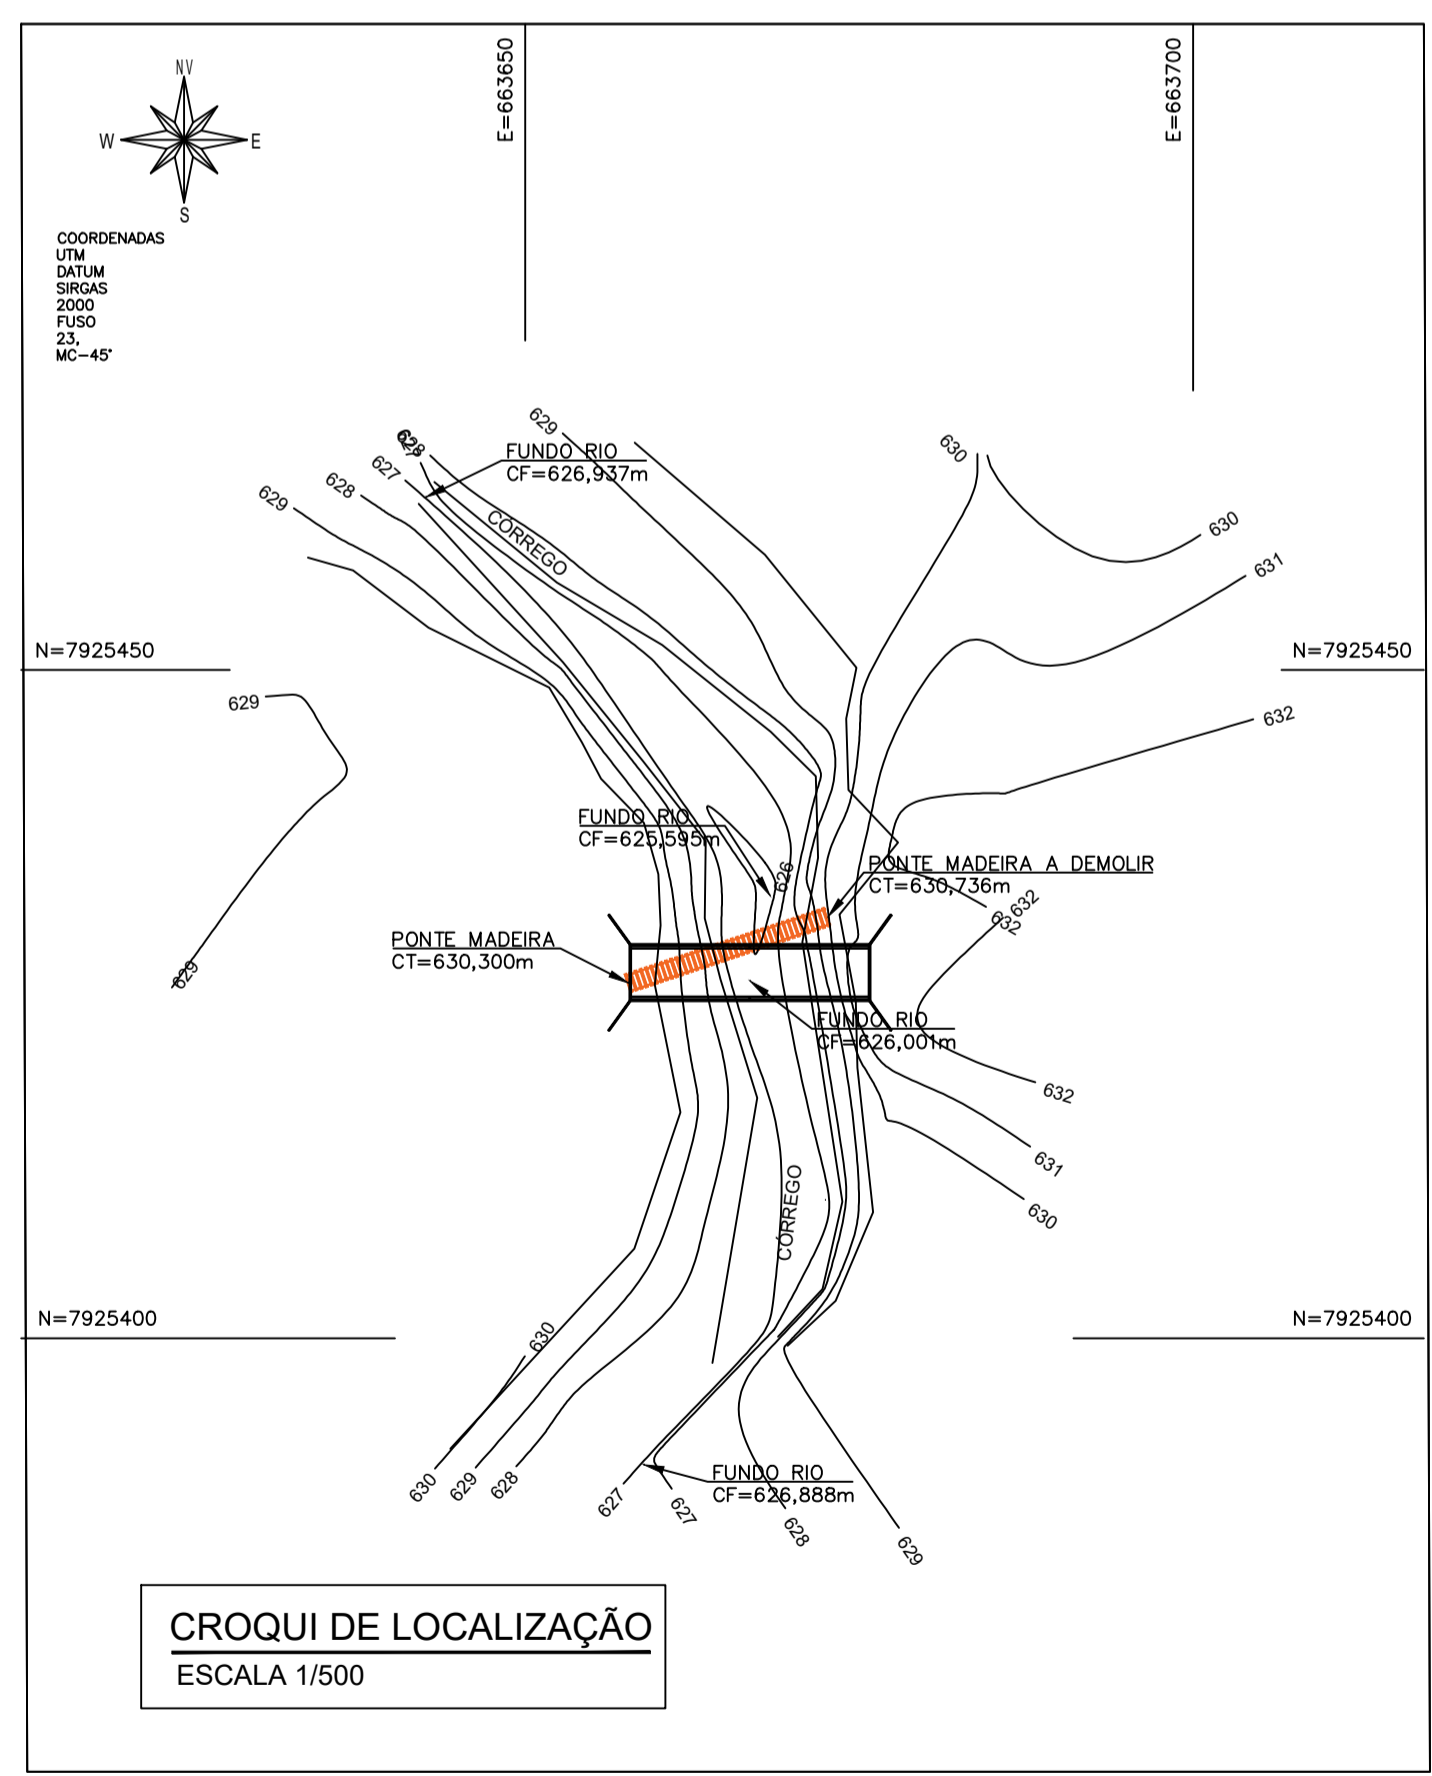 E=663650
E=663700
NV
W
E
S
COORDENADAS
UTM
DATUM
SIRGAS
2000
FUSO
23,
MC-45°
629
628
627
630
FUNDO RIO
CF=626,937m
627
628
629
CÓRREGO
630
631
N=7925450
N=7925450
629
632
FUNDO RIO
CF=625,595m
626
PONTE MADEIRA A DEMOLIR
CT=630,736m
632
632
PONTE MADEIRA
CT=630,300m
629
FUNDO RIO
CF=626,001m
632
631
CÓRREGO
630
N=7925400
N=7925400
630
630
629
628
627
FUNDO RIO
CF=626,888m
627
628
629
CROQUI DE LOCALIZAÇÃO
ESCALA 1/500